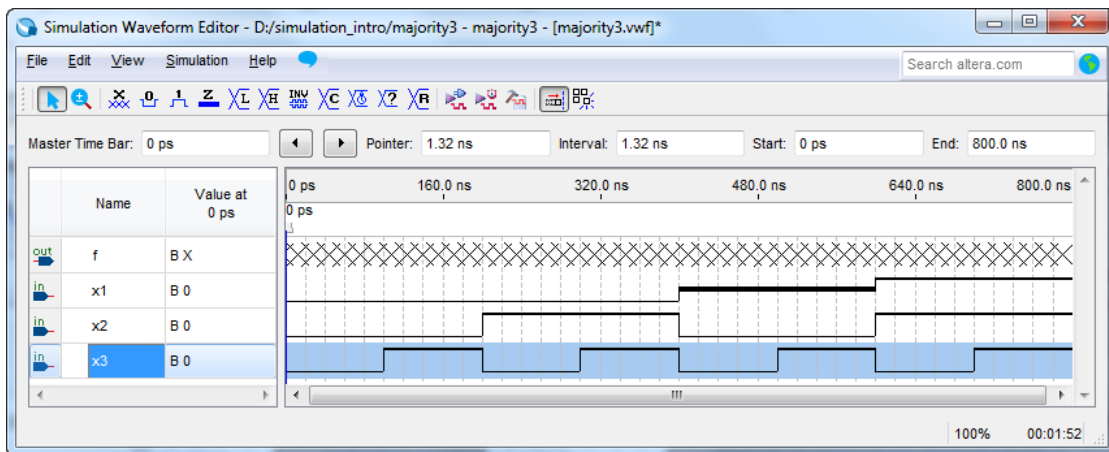 Simulation Waveform Editor - D:/simulation_intro/majority3 - majority3 - [majority3.vwf]*
File Edit View Simulation Help Search altera.com
X 0 1 Z L H INV C ? R
Master Time Bar: 0 ps Pointer: 1.32 ns Interval: 1.32 ns Start: 0 ps End: 800.0 ns
Name Value at 0 ps 0 ps 160.0 ns 320.0 ns 480.0 ns 640.0 ns 800.0 ns
0 ps
out f B X
in x1 B 0
in x2 B 0
in x3 B 0
100% 00:01:52